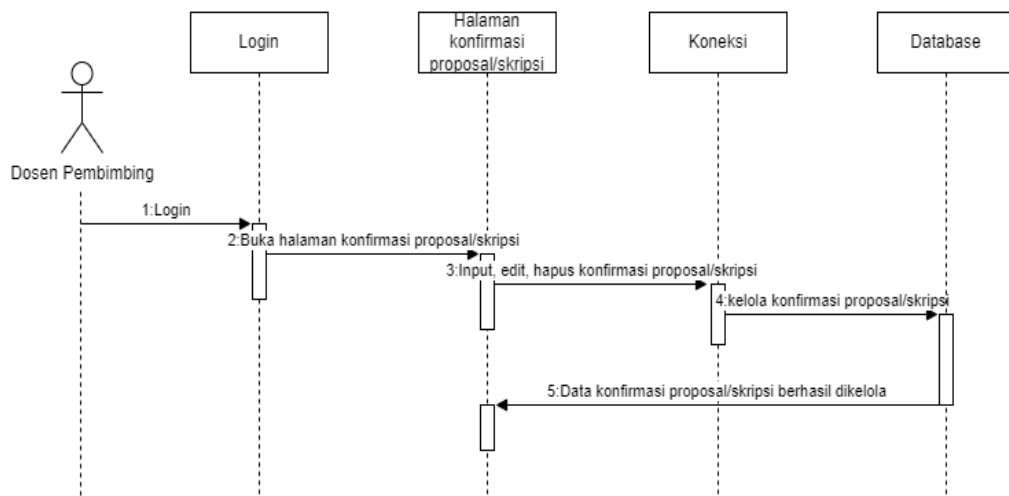 Login
Halaman
konfirmasi
proposal/skripsi
Koneksi
Database
Dosen Pembimbing
1:Login
2:Buka halaman konfirmasi proposal/skripsi
3:Input, edit, hapus konfirmasi proposal/skripsi
4:kelola konfirmasi proposal/skripsi
5:Data konfirmasi proposal/skripsi berhasil dikelola